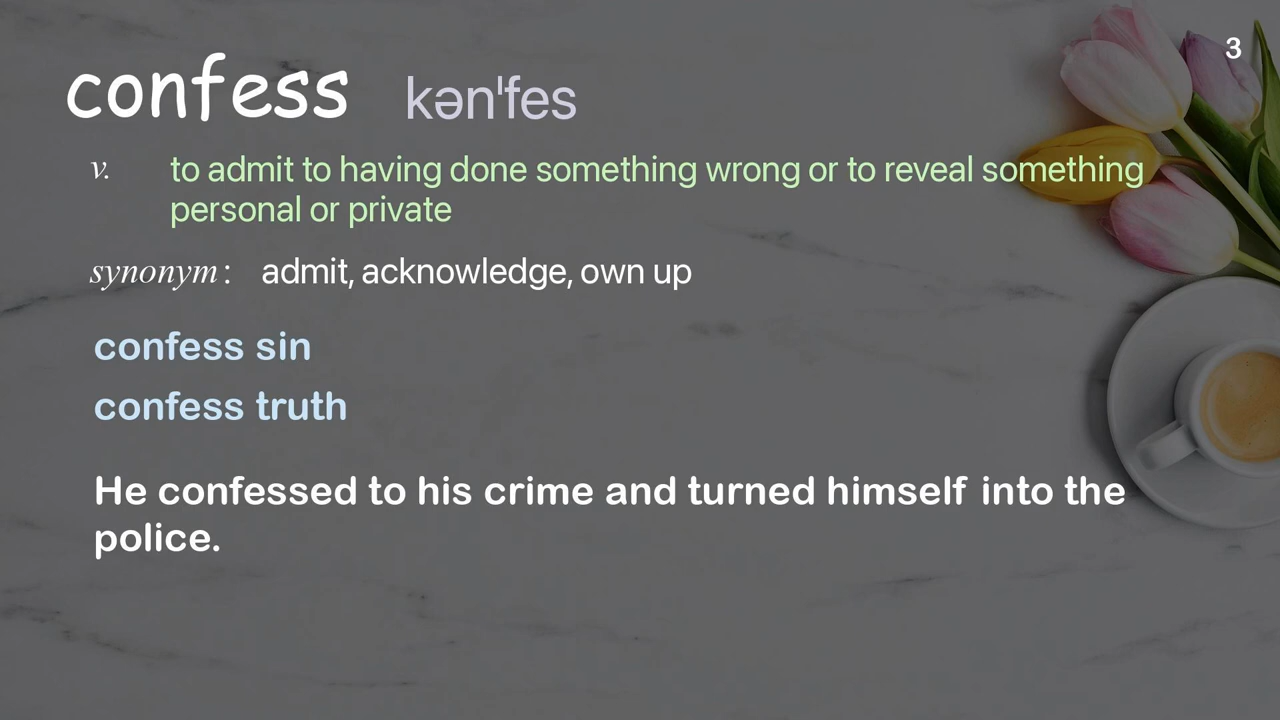 3
confess kənˈfes
v. to admit to having done something wrong or to reveal something
personal or private
synonym: admit, acknowledge, own up
confess sin
confess truth
He confessed to his crime and turned himself into the
police.